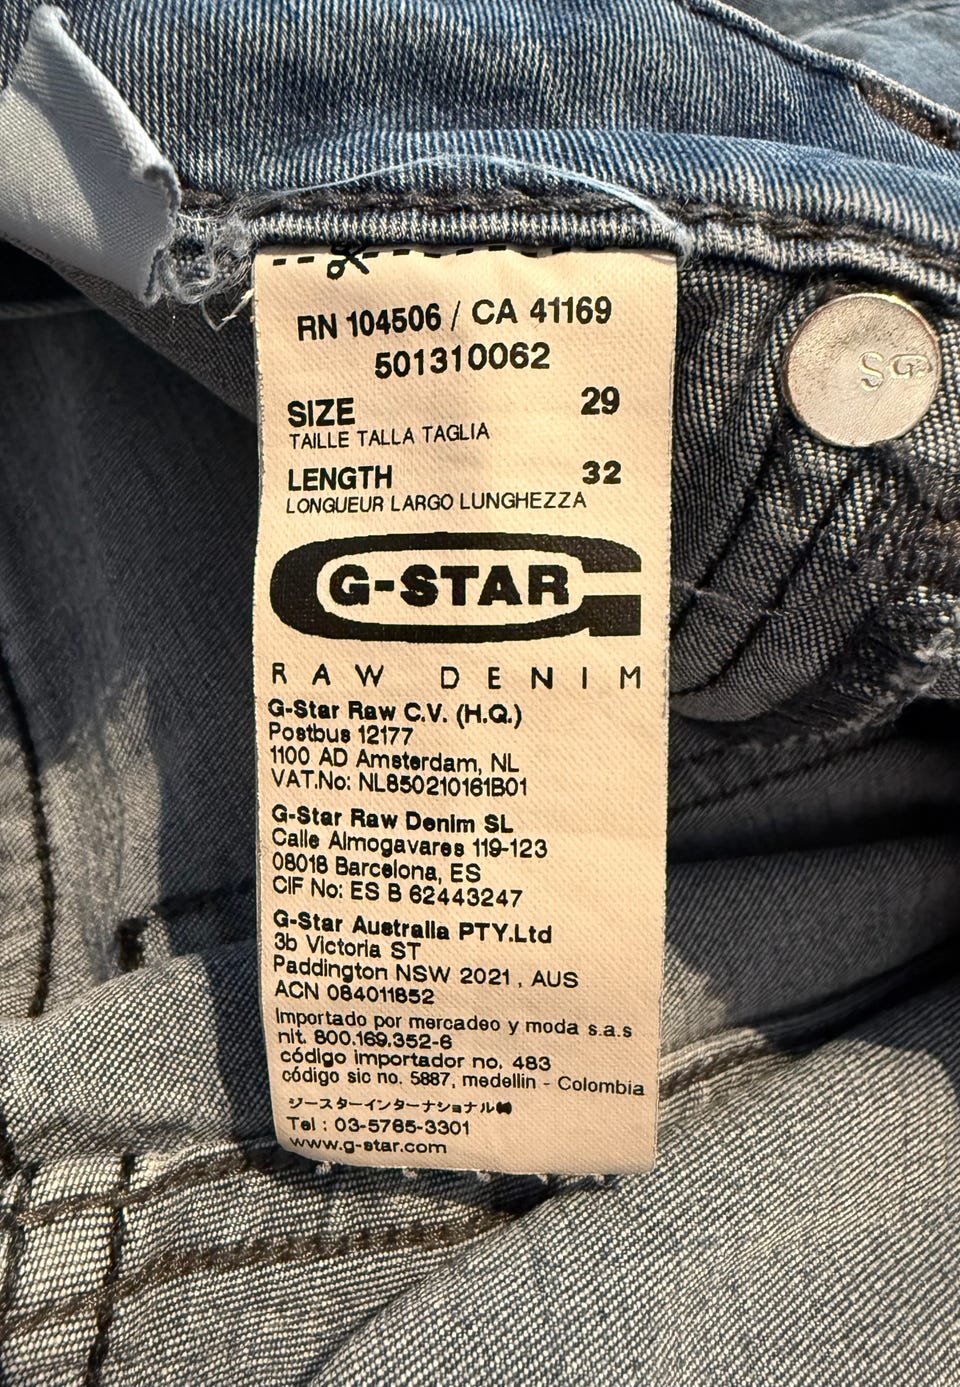 RN 104506 / CA 41169
501310062
SIZE 29
TAILLE TALLA TAGLIA
LENGTH 32
LONGUEUR LARGO LUNGHEZZA
G-STAR
RAW DENIM
G-Star Raw C.V. (H.Q.)
Postbus 12177
1100 AD Amsterdam, NL
VAT.No: NL850210161B01
G-Star Raw Denim SL
Calle Almogavares 119-123
08018 Barcelona, ES
CIF No: ES B 62443247
G-Star Australia PTY.Ltd
3b Victoria ST
Paddington NSW 2021, AUS
ACN 084011852
Importado por mercadeo y moda s.a.s
nit. 800.169.352-6
código importador no. 483
código sic no. 5887, medellin - Colombia
ジースターインターナショナル㈱
Tel : 03-5785-3301
www.g-star.com
SG